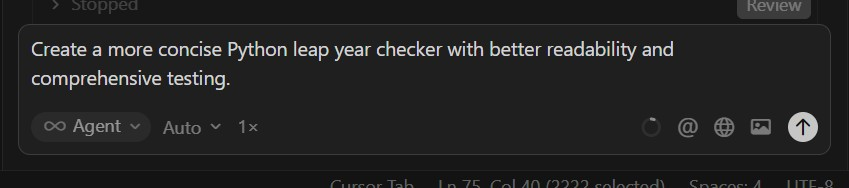 Stopped
Review
Create a more concise Python leap year checker with better readability and
comprehensive testing.
Agent Auto 1×
Cursor Tab Ln 75, Col 40 (2222 selected) Spaces: 4 UTF-8